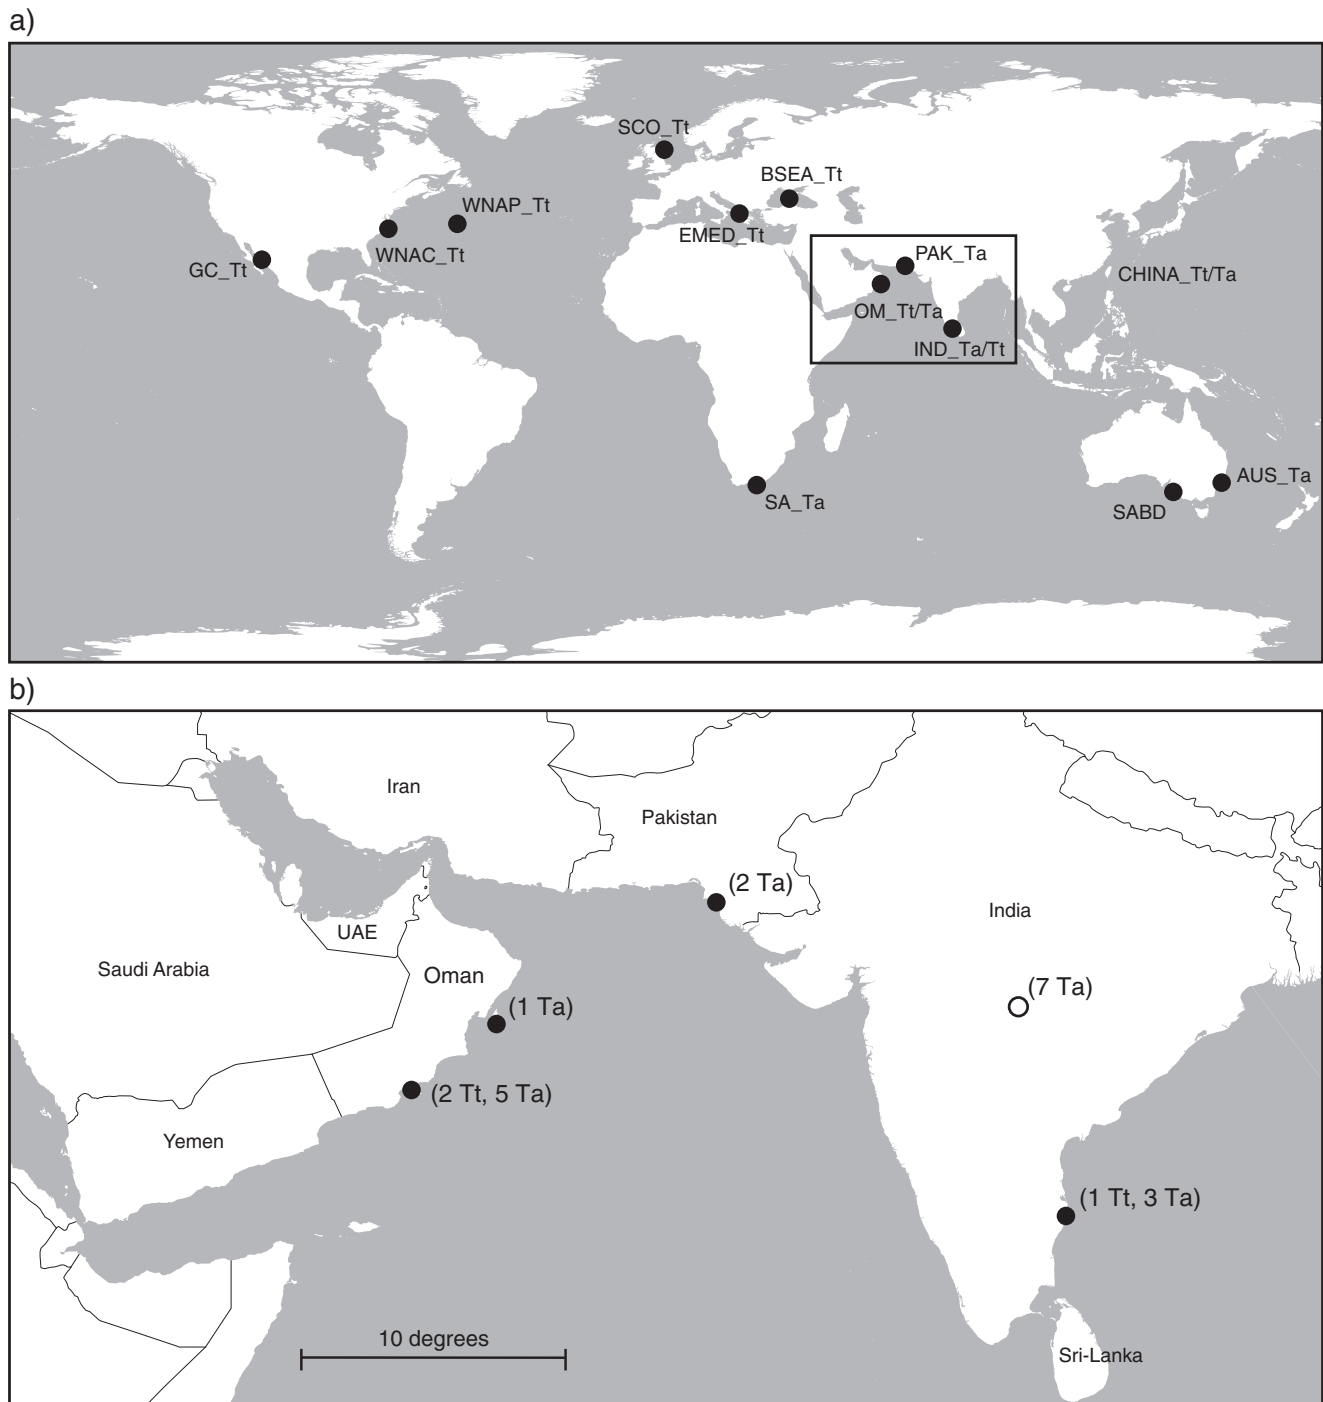 a)
SCO_Tt
BSEA_Tt
WNAP_Tt
EMED_Tt
WNAC_Tt
PAK_Ta
GC_Tt
CHINA_Tt/Ta
OM_Tt/Ta
IND_Ta/Tt
AUS_Ta
SA_Ta
SABD
b)
Iran
Pakistan
(2 Ta)
India
UAE
Saudi Arabia
Oman
(7 Ta)
(1 Ta)
(2 Tt, 5 Ta)
Yemen
(1 Tt, 3 Ta)
10 degrees
Sri-Lanka